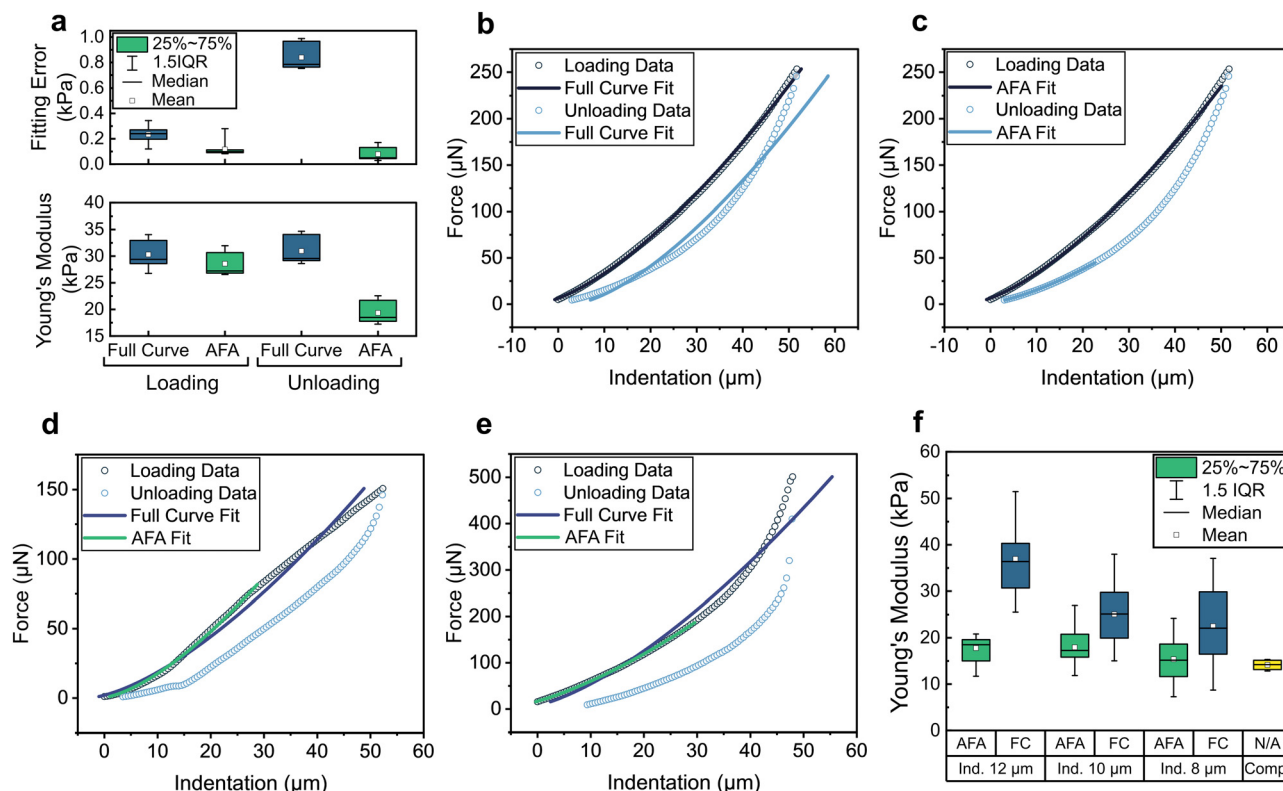 a
Fitting Error
(kPa)
1.0
0.8
0.6
0.4
0.2
0.0
25%~75%
1.5IQR
Median
Mean
Young's Modulus
(kPa)
35
30
25
20
15
Full Curve AFA Full Curve AFA
Loading Unloading
b
Force (µN)
250
200
150
100
50
0
Loading Data
Full Curve Fit
Unloading Data
Full Curve Fit
-10 0 10 20 30 40 50 60
Indentation (µm)
c
Force (µN)
250
200
150
100
50
0
Loading Data
AFA Fit
Unloading Data
AFA Fit
-10 0 10 20 30 40 50 60
Indentation (µm)
d
Force (µN)
150
100
50
0
Loading Data
Unloading Data
Full Curve Fit
AFA Fit
0 10 20 30 40 50 60
Indentation (µm)
e
Force (µN)
500
400
300
200
100
0
Loading Data
Unloading Data
Full Curve Fit
AFA Fit
0 10 20 30 40 50 60
Indentation (µm)
f
Young's Modulus (kPa)
60
50
40
30
20
10
0
25%~75%
1.5 IQR
Median
Mean
AFA FC AFA FC AFA FC N/A
Ind. 12 µm Ind. 10 µm Ind. 8 µm Comp